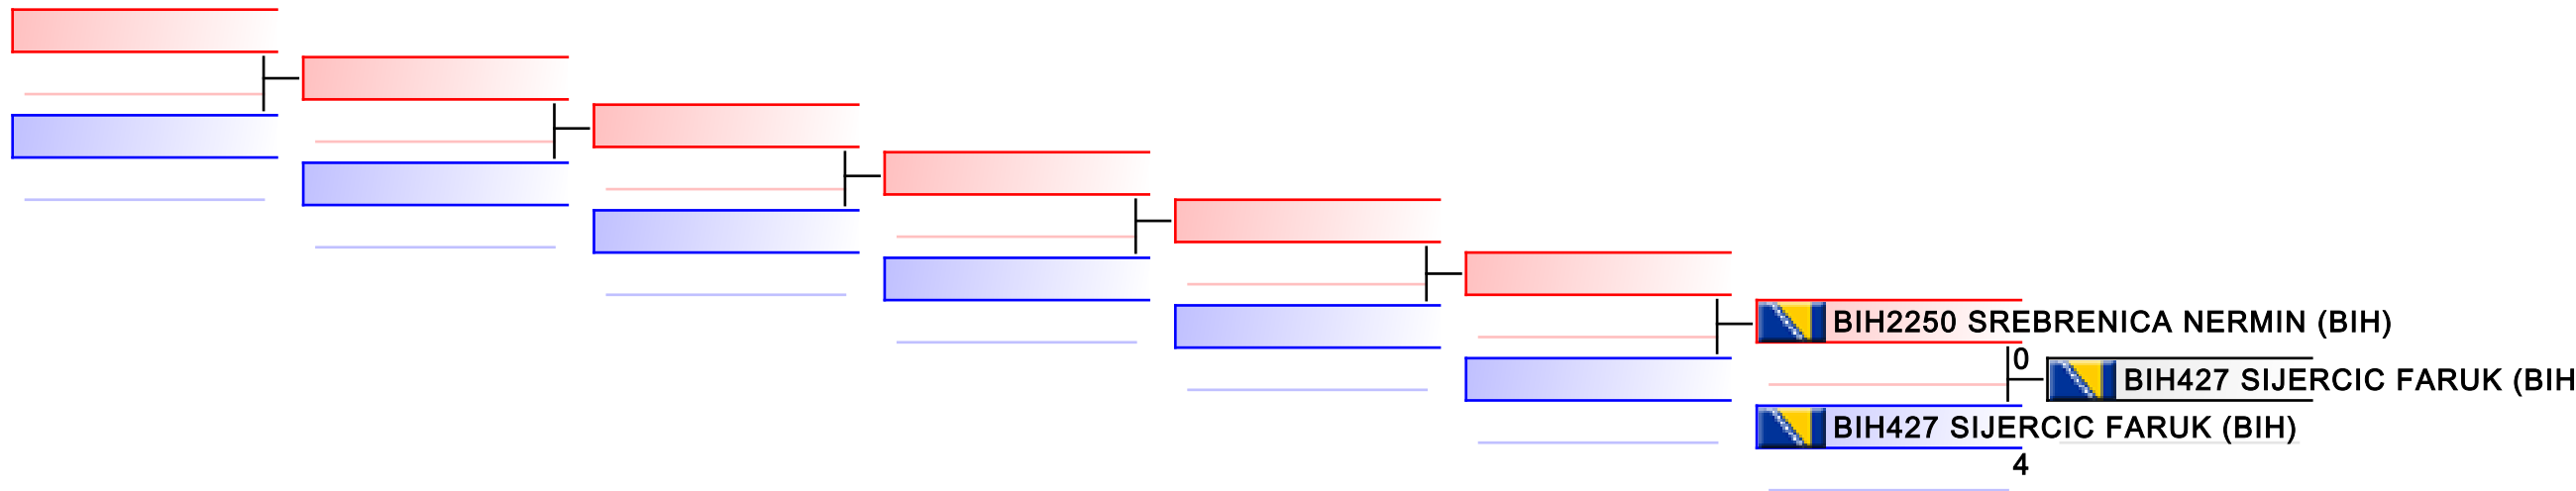 BIH2250 SREBRENICA NERMIN (BIH)
0
BIH427 SIJERCIC FARUK (BIH
BIH427 SIJERCIC FARUK (BIH)
4